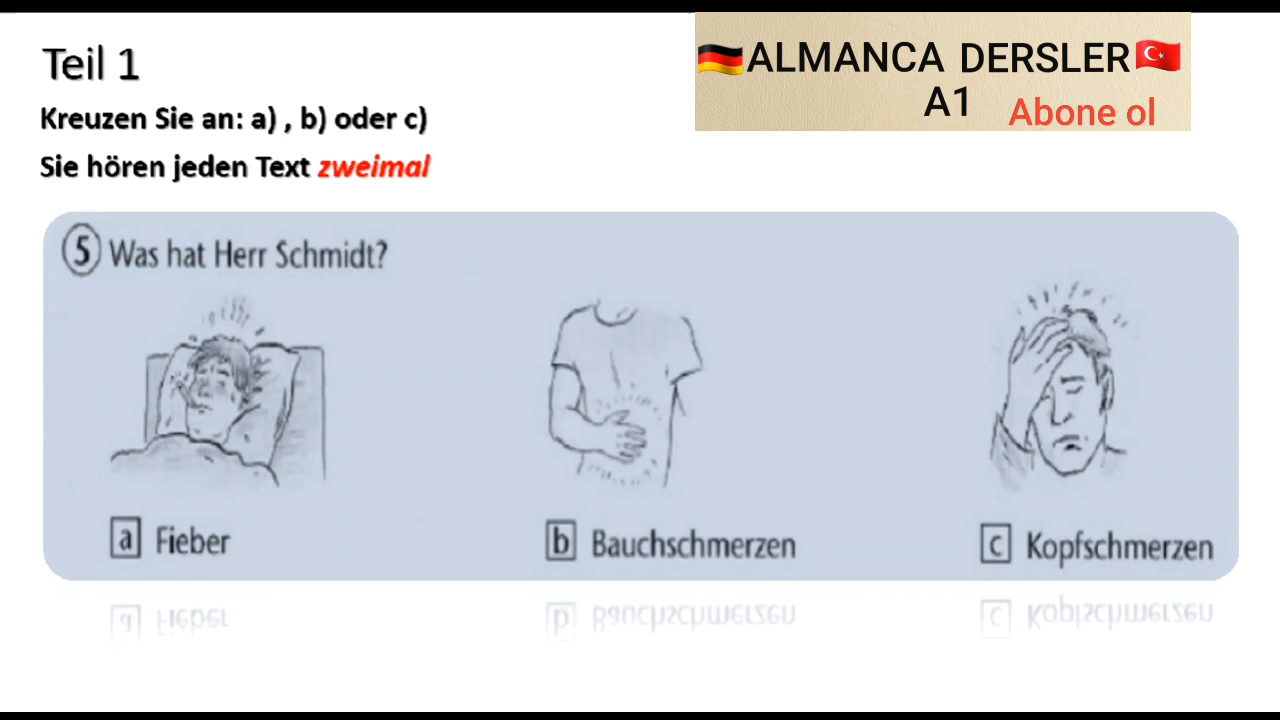 Teil 1
🇩🇪ALMANCA DERSLER🇹🇷
A1 Abone ol
Kreuzen Sie an: a) , b) oder c)
Sie hören jeden Text zweimal
5 Was hat Herr Schmidt?
a Fieber
b Bauchschmerzen
c Kopfschmerzen